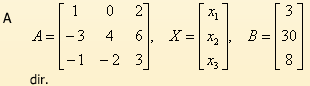 A
A = [ 1 0 2 ; -3 4 6 ; -1 -2 3 ], X = [ x₁ ; x₂ ; x₃ ], B = [ 3 ; 30 ; 8 ]
dir.